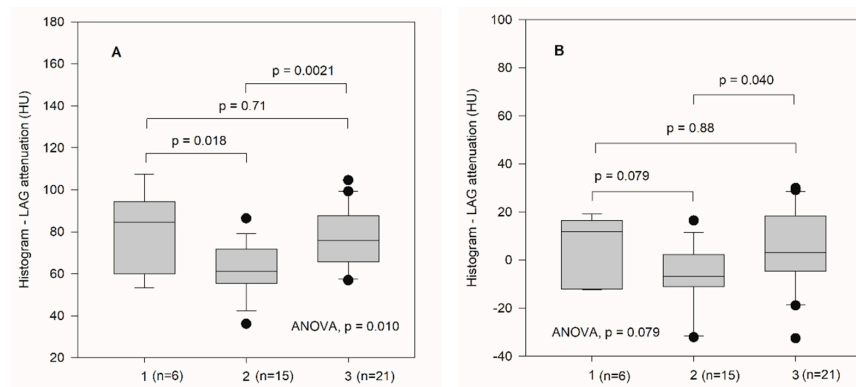 Histogram - LAG attenuation (HU)
180
160
140
120
100
80
60
40
20
A
p = 0.0021
p = 0.71
p = 0.018
ANOVA, p = 0.010
1 (n=6)
2 (n=15)
3 (n=21)
Histogram - LAG attenuation (HU)
100
80
60
40
20
0
-20
-40
B
p = 0.040
p = 0.88
p = 0.079
ANOVA, p = 0.079
1 (n=6)
2 (n=15)
3 (n=21)